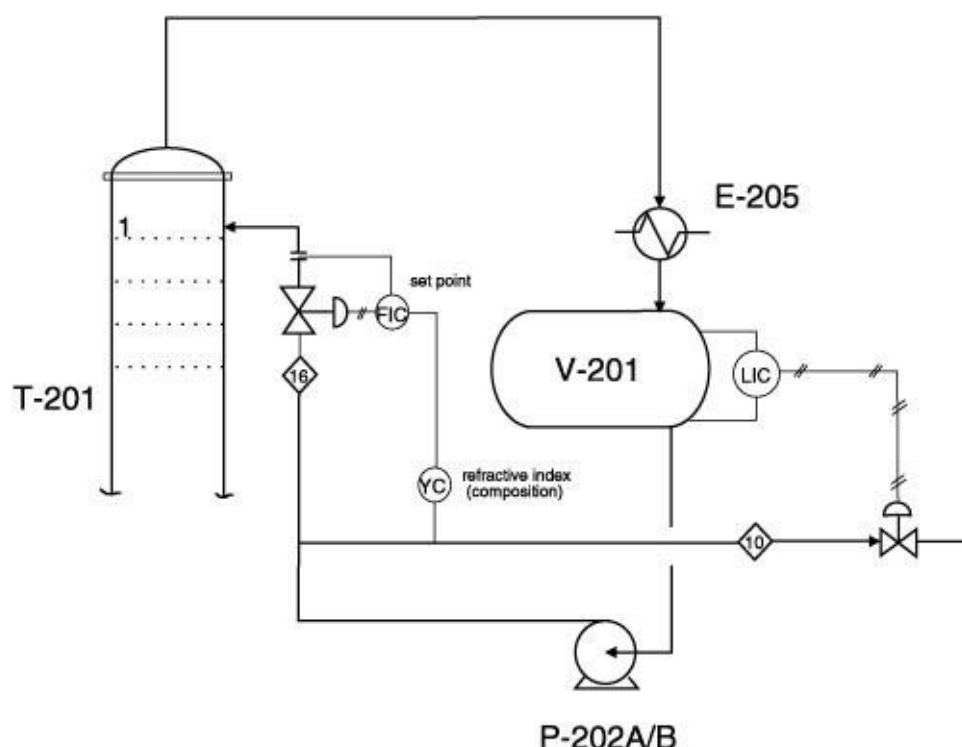 E-205
1
set point
FIC
16
V-201
LIC
T-201
YC
refractive index
(composition)
10
P-202A/B